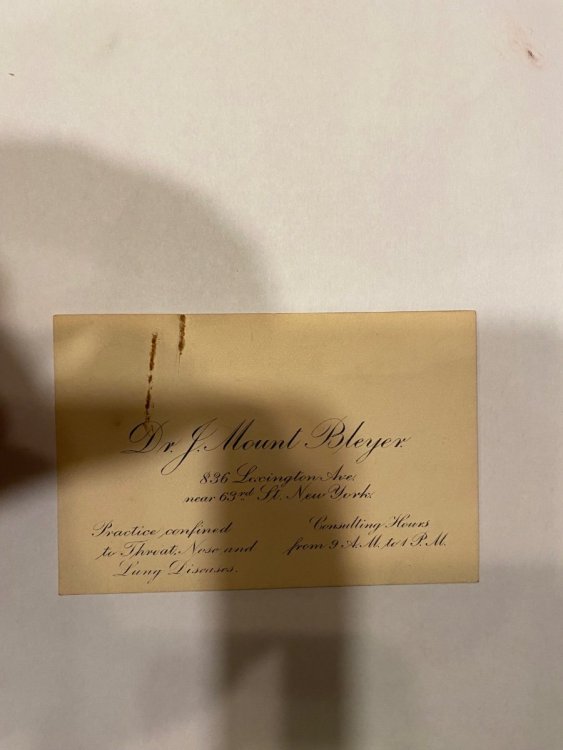 Dr. J. Mount Bleyer.
836 Lexington Ave,
near 63rd St. New York.
Practice confined
to Throat, Nose and
Lung Diseases.
Consulting Hours
from 9 A.M. to 1 P.M.